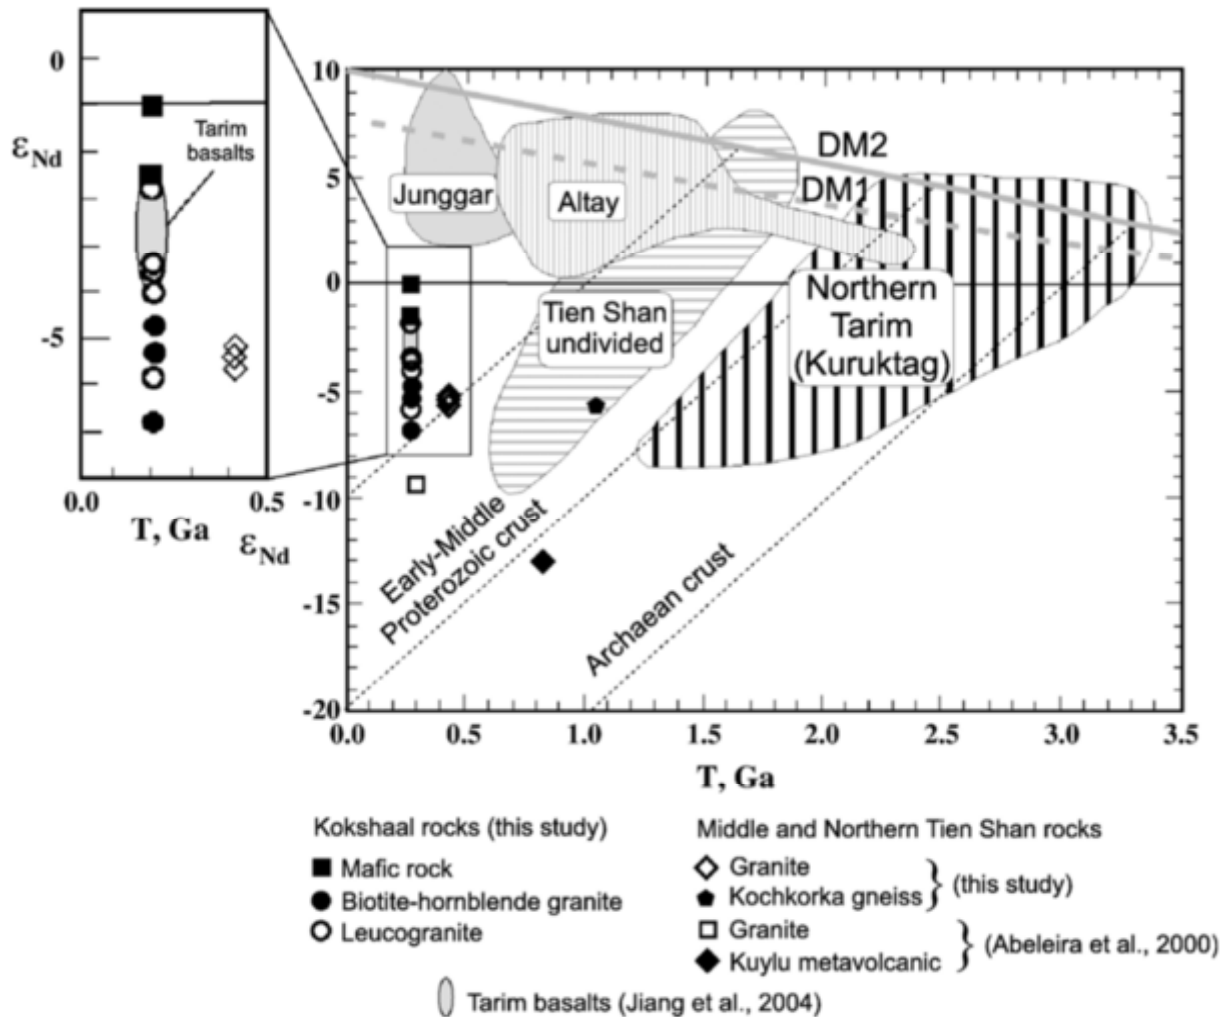 0
εNd
Tarim
basalts
-5
0.0
0.5
T, Ga
εNd
10
5
0
-5
-10
-15
-20
DM2
DM1
Junggar
Altay
Tien Shan
undivided
Northern
Tarim
(Kuruktag)
Early-Middle
Proterozoic crust
Archaean crust
0.0 0.5 1.0 1.5 2.0 2.5 3.0 3.5
T, Ga
Kokshaal rocks (this study)
Mafic rock
Biotite-hornblende granite
Leucogranite
Middle and Northern Tien Shan rocks
Granite
Kochkorka gneiss
(this study)
Granite
Kuylu metavolcanic
(Abeleira et al., 2000)
Tarim basalts (Jiang et al., 2004)